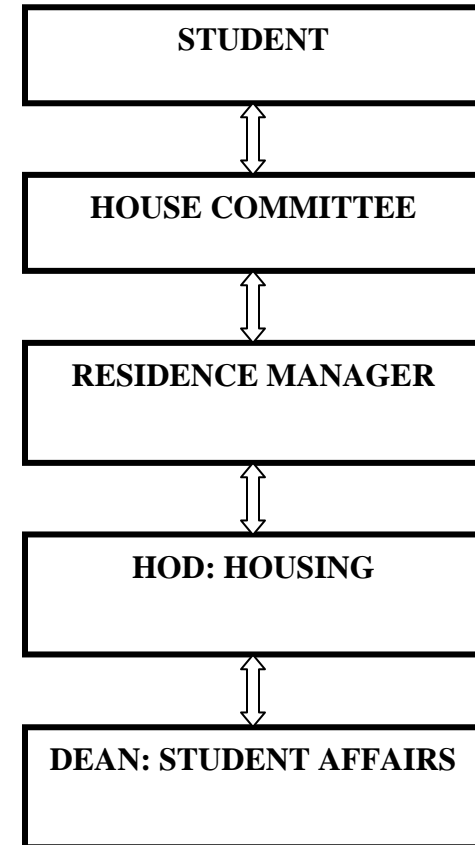 STUDENT
HOUSE COMMITTEE
RESIDENCE MANAGER
HOD: HOUSING
DEAN: STUDENT AFFAIRS